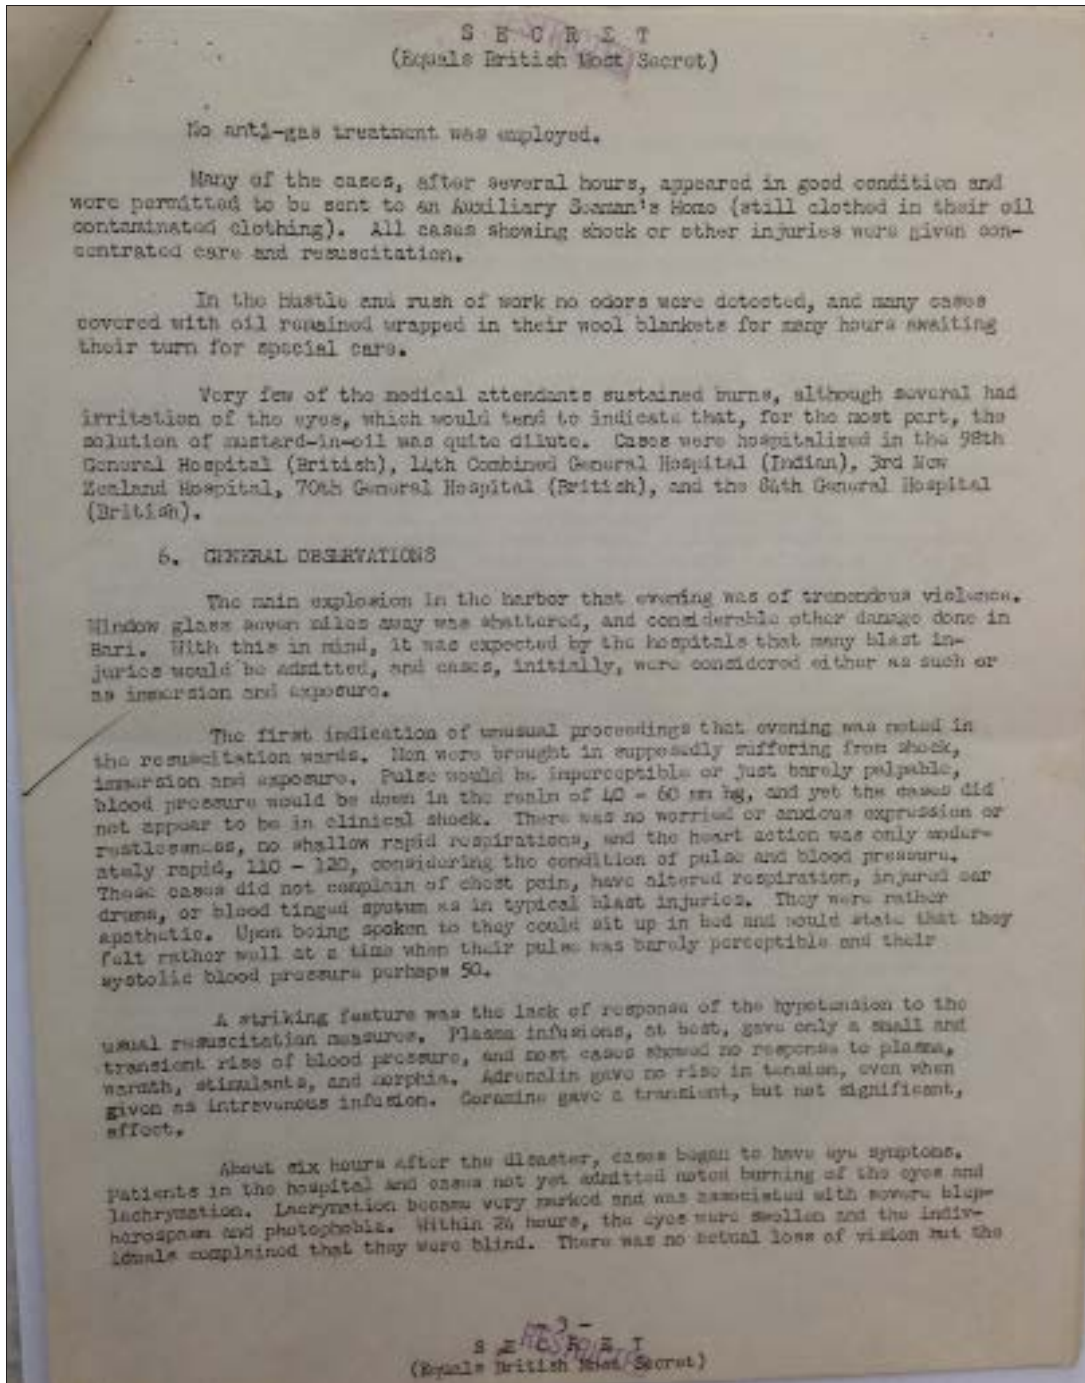 S E C R E T
(Equals British Most Secret)
No anti-gas treatment was employed.
Many of the cases, after several hours, appeared in good condition and
were permitted to be sent to an Auxiliary Seaman's Home (still clothed in their oil
contaminated clothing). All cases showing shock or other injuries were given con-
centrated care and resuscitation.
In the hustle and rush of work no odors were detected, and many cases
covered with oil remained wrapped in their wool blankets for many hours awaiting
their turn for special care.
Very few of the medical attendants sustained burns, although several had
irritation of the eyes, which would tend to indicate that, for the most part, the
solution of mustard-in-oil was quite dilute. Cases were hospitalized in the 98th
General Hospital (British), 14th Combined General Hospital (Indian), 3rd New
Zealand Hospital, 70th General Hospital (British), and the 84th General Hospital
(British).
6. GENERAL OBSERVATIONS
The main explosion in the harbor that evening was of tremendous violence.
Window glass seven miles away was shattered, and considerable other damage done in
Bari. With this in mind, it was expected by the hospitals that many blast in-
juries would be admitted, and cases, initially, were considered either as such or
as immersion and exposure.
The first indication of unusual proceedings that evening was noted in
the resuscitation wards. Men were brought in supposedly suffering from shock,
immersion and exposure. Pulse would be imperceptible or just barely palpable,
blood pressure would be down in the realm of 40 - 60 mm hg, and yet the cases did
not appear to be in clinical shock. There was no worried or anxious expression or
restlessness, no shallow rapid respirations, and the heart action was only moder-
ately rapid, 110 - 120, considering the condition of pulse and blood pressure.
These cases did not complain of chest pain, have altered respiration, injured ear
drums, or blood tinged sputum as in typical blast injuries. They were rather
apathetic. Upon being spoken to they could sit up in bed and would state that they
felt rather well at a time when their pulse was barely perceptible and their
systolic blood pressure perhaps 50.
A striking feature was the lack of response of the hypotension to the
usual resuscitation measures. Plasma infusions, at best, gave only a small and
transient rise of blood pressure, and most cases showed no response to plasma,
warmth, stimulants, and morphia. Adrenalin gave no rise in tension, even when
given as intravenous infusion. Coramine gave a transient, but not significant,
effect.
About six hours after the disaster, cases began to have eye symptoms.
Patients in the hospital and cases not yet admitted noted burning of the eyes and
lachrymation. Lacrymation became very marked and was associated with severe blep-
harospasm and photophobia. Within 24 hours, the eyes were swollen and the indiv-
iduals complained that they were blind. There was no actual loss of vision but the
- 3 -
S E C R E T
RESTRICTED
(Equals British Most Secret)